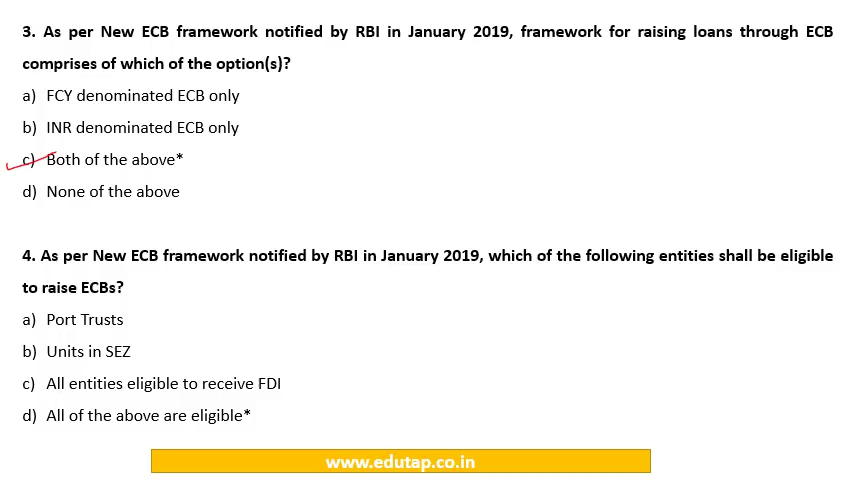 3. As per New ECB framework notified by RBI in January 2019, framework for raising loans through ECB
comprises of which of the option(s)?
a) FCY denominated ECB only
b) INR denominated ECB only
c) Both of the above*
d) None of the above
4. As per New ECB framework notified by RBI in January 2019, which of the following entities shall be eligible
to raise ECBs?
a) Port Trusts
b) Units in SEZ
c) All entities eligible to receive FDI
d) All of the above are eligible*
www.edutap.co.in